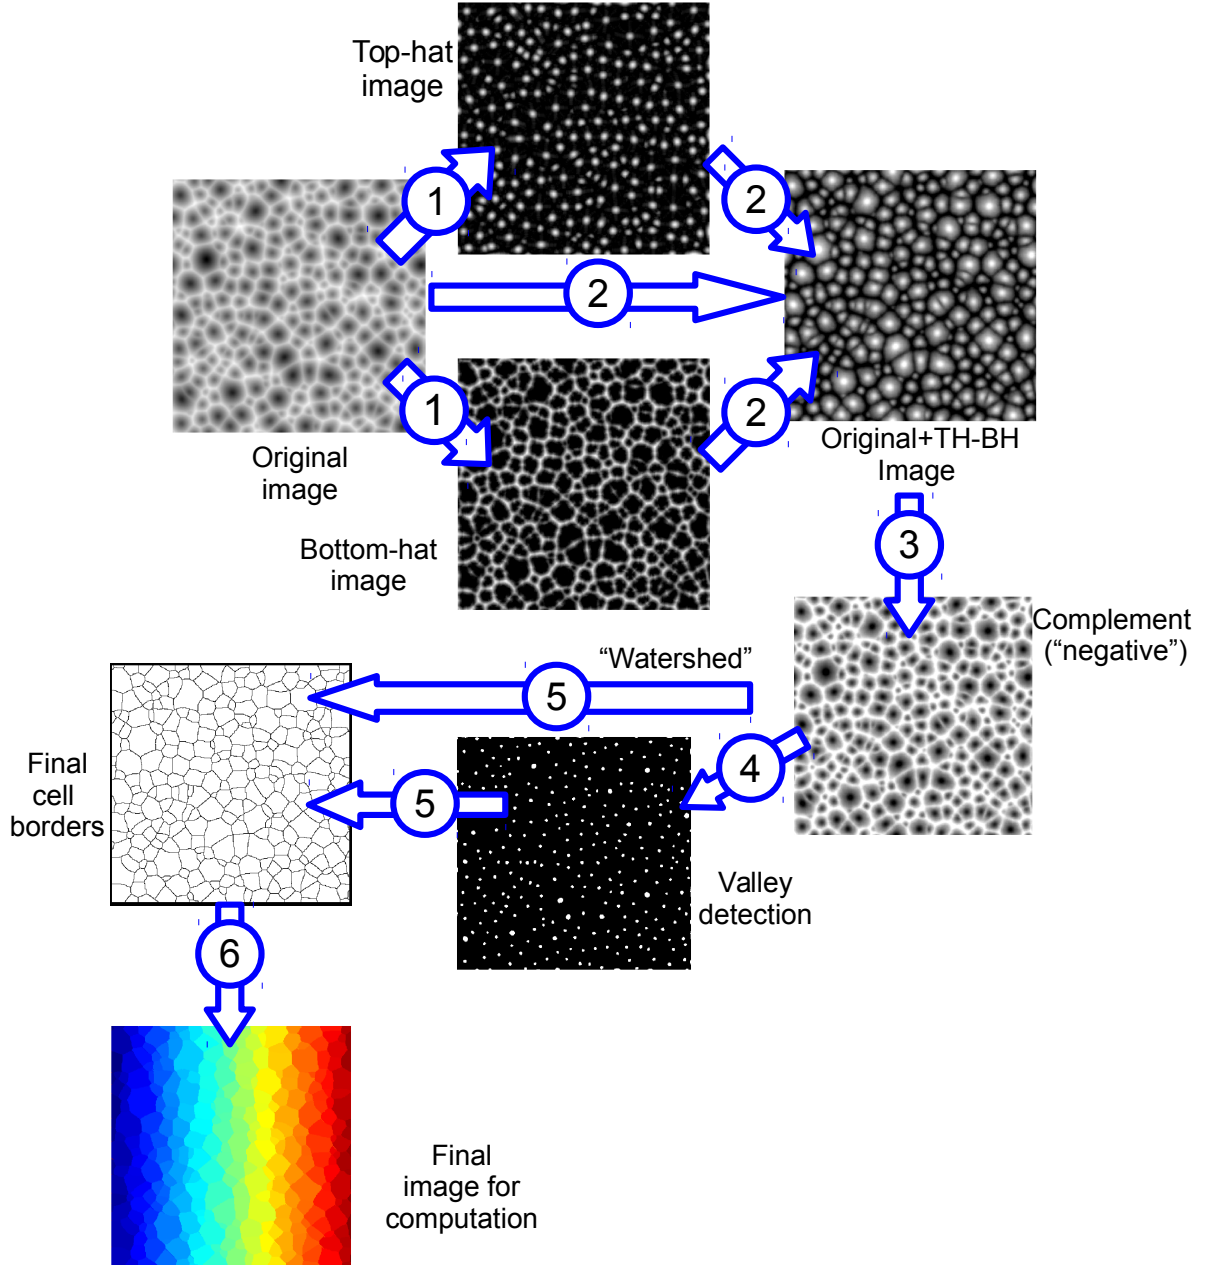 Top-hat
image
1
2
2
Original
image
1
2
Original+TH-BH
Image
Bottom-hat
image
3
Complement
("negative")
“Watershed”
5
4
Final
cell
borders
5
Valley
detection
6
Final
image for
computation